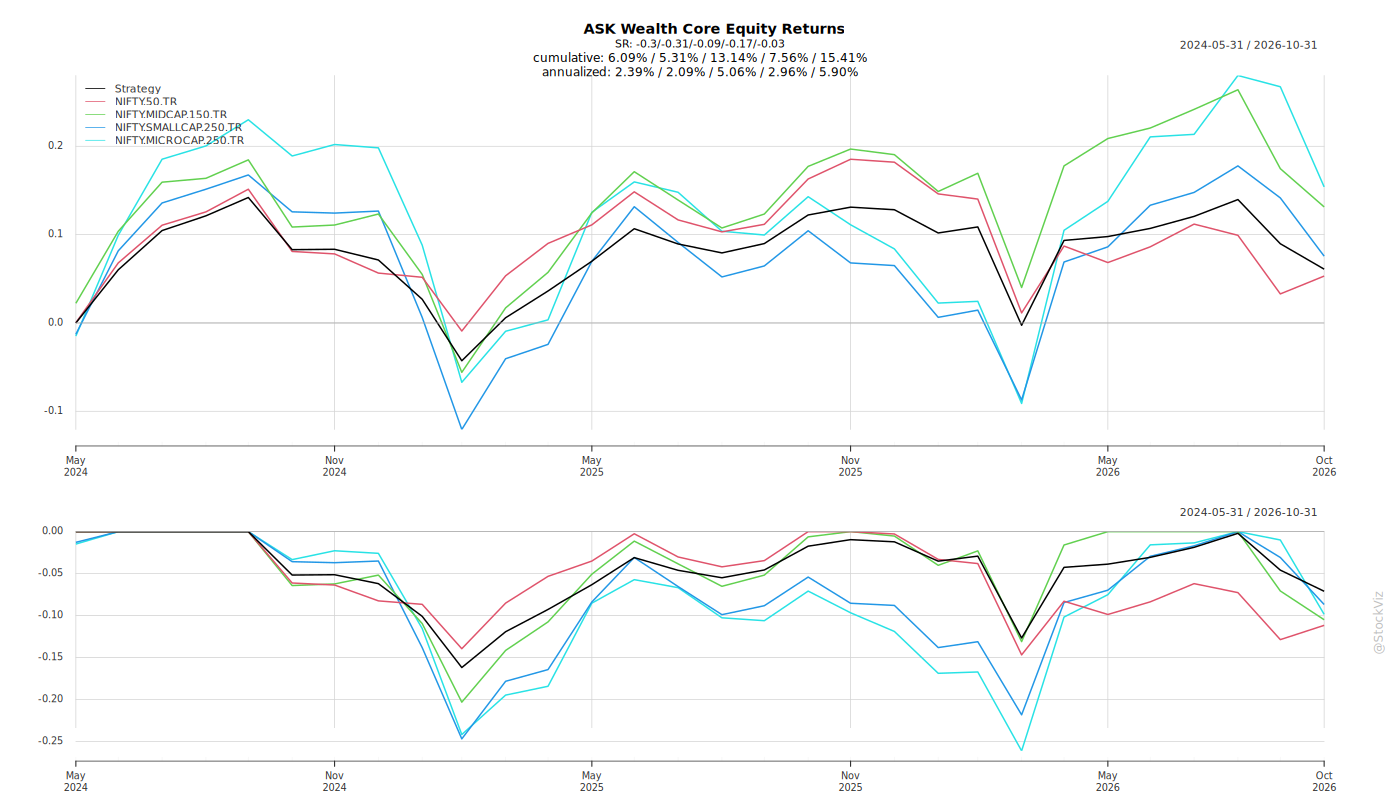 ASK Wealth Core Equity Returns
SR: -0.3/-0.31/-0.09/-0.17/-0.03
cumulative: 6.09% / 5.31% / 13.14% / 7.56% / 15.41%
annualized: 2.39% / 2.09% / 5.06% / 2.96% / 5.90%
2024-05-31 / 2026-10-31
Strategy
NIFTY.50.TR
NIFTY.MIDCAP.150.TR
NIFTY.SMALLCAP.250.TR
NIFTY.MICROCAP.250.TR
0.2
0.1
0.0
-0.1
May Nov May Nov May Oct
2024 2024 2025 2025 2026 2026
2024-05-31 / 2026-10-31
0.00
-0.05
-0.10
-0.15
-0.20
-0.25
May Nov May Nov May Oct
2024 2024 2025 2025 2026 2026
@StockViz